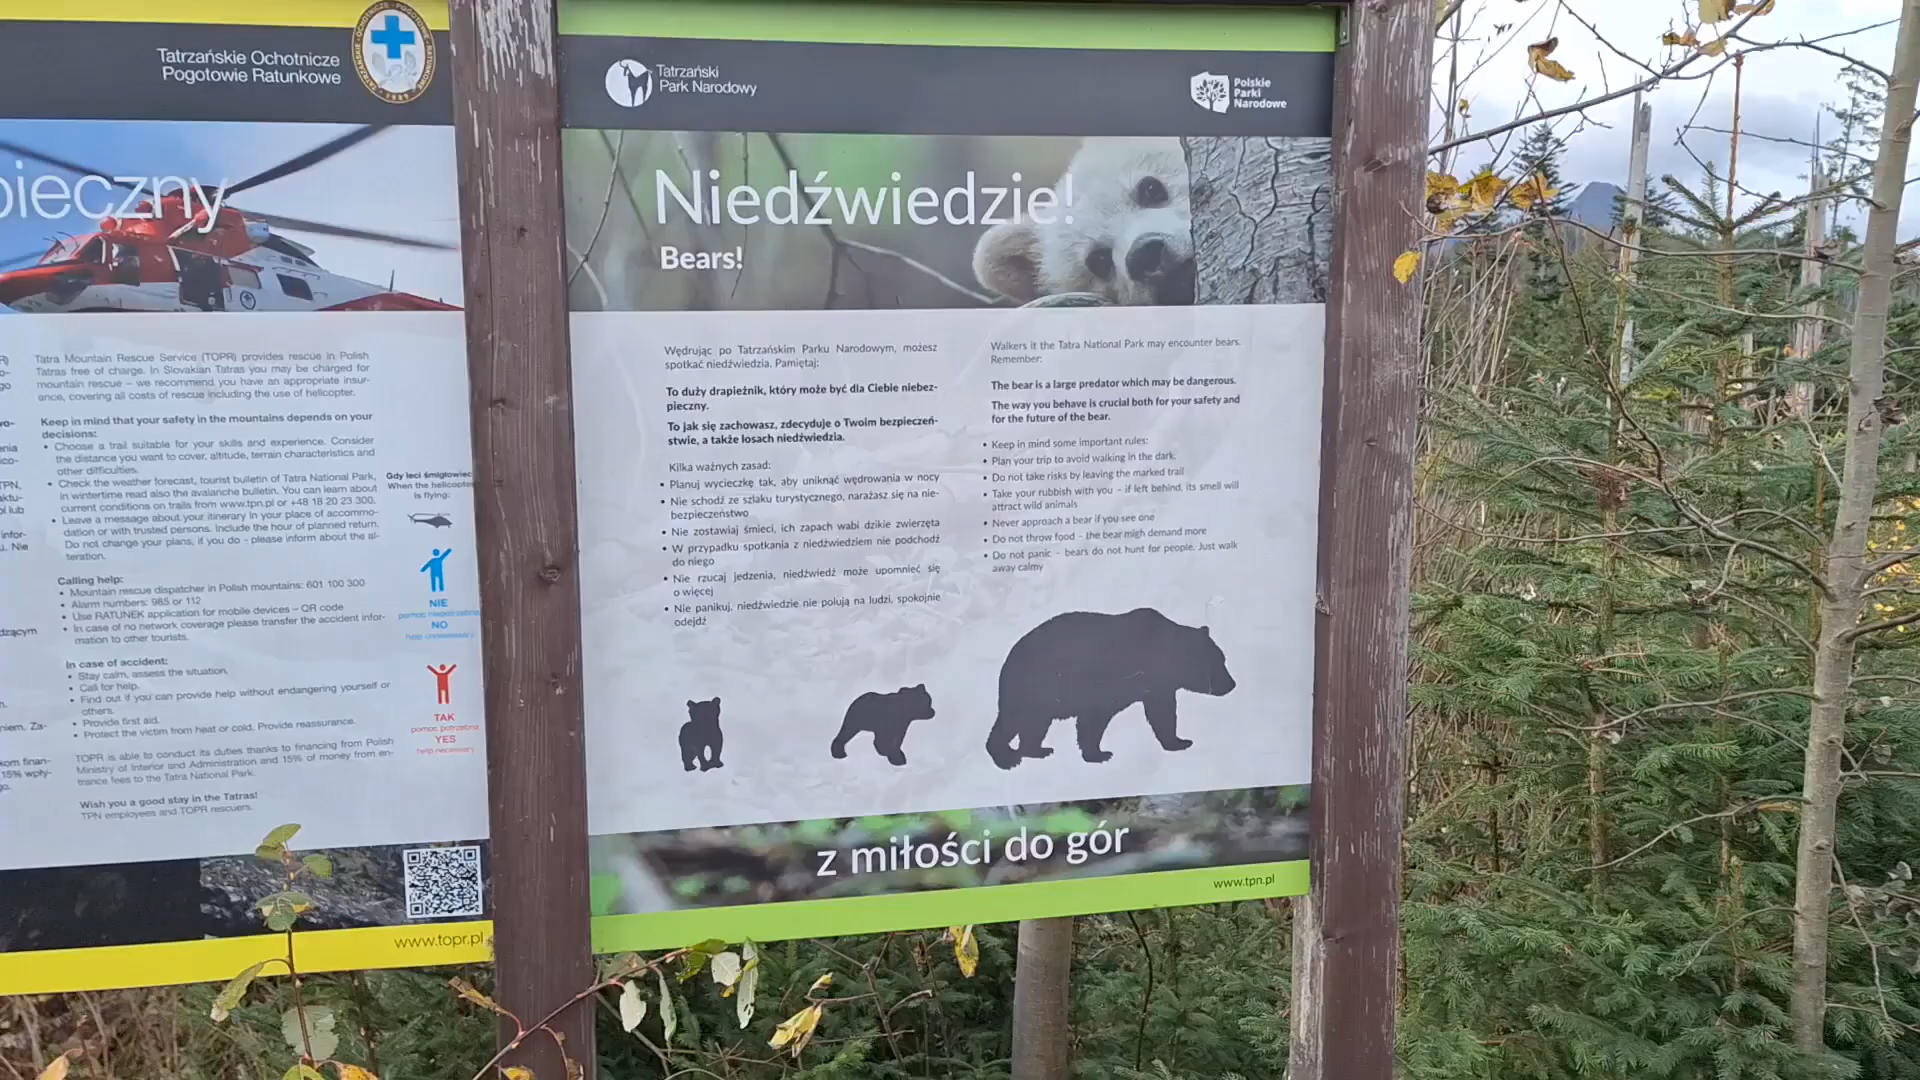 Tatrzańskie Ochotnicze
Pogotowie Ratunkowe
TATRZAŃSKIE OCHOTNICZE POGOTOWIE RATUNKOWE
pieczny
Tatra Mountain Rescue Service (TOPR) provides rescue in Polish
Tatras free of charge. In Slovakian Tatras you may be charged for
mountain rescue – we recommend you have an appropriate insur-
ance, covering all costs of rescue including the use of helicopter.
Keep in mind that your safety in the mountains depends on your
decisions:
• Choose a trail suitable for your skills and experience. Consider
the distance you want to cover, altitude, terrain characteristics and
other difficulties.
• Check the weather forecast, tourist bulletin of Tatra National Park,
in wintertime read also the avalanche bulletin. You can learn about
current conditions on trails from www.tpn.pl or +48 18 20 23 300.
• Leave a message about your itinerary in your place of accommo-
dation or with trusted persons. Include the hour of planned return.
Do not change your plans, if you do - please inform about the al-
teration.
Calling help:
• Mountain rescue dispatcher in Polish mountains: 601 100 300
• Alarm numbers: 985 or 112
• Use RATUNEK application for mobile devices – QR code
• In case of no network coverage please transfer the accident infor-
mation to other tourists.
In case of accident:
• Stay calm, assess the situation.
• Call for help.
• Find out if you can provide help without endangering yourself or
others.
• Provide first aid.
• Protect the victim from heat or cold. Provide reassurance.
TOPR is able to conduct its duties thanks to financing from Polish
Ministry of Interior and Administration and 15% of money from en-
trance fees to the Tatra National Park.
Wish you a good stay in the Tatras!
TPN employees and TOPR rescuers.
Gdy leci śmigłowiec
When the helicopter
is flying:
NIE
pomoc niepotrzebna
NO
help unnecessary
TAK
pomoc potrzebna
YES
help necessary
www.topr.pl
Tatrzański
Park Narodowy
Polskie
Parki
Narodowe
Niedźwiedzie!
Bears!
Wędrując po Tatrzańskim Parku Narodowym, możesz
spotkać niedźwiedzia. Pamiętaj:
To duży drapieżnik, który może być dla Ciebie niebez-
pieczny.
To jak się zachowasz, zdecyduje o Twoim bezpieczeń-
stwie, a także losach niedźwiedzia.
Kilka ważnych zasad:
• Planuj wycieczkę tak, aby uniknąć wędrowania w nocy
• Nie schodź ze szlaku turystycznego, narażasz się na nie-
bezpieczeństwo
• Nie zostawiaj śmieci, ich zapach wabi dzikie zwierzęta
• W przypadku spotkania z niedźwiedziem nie podchodź
do niego
• Nie rzucaj jedzenia, niedźwiedź może upomnieć się
o więcej
• Nie panikuj, niedźwiedzie nie polują na ludzi, spokojnie
odejdź
Walkers it the Tatra National Park may encounter bears.
Remember:
The bear is a large predator which may be dangerous.
The way you behave is crucial both for your safety and
for the future of the bear.
• Keep in mind some important rules:
• Plan your trip to avoid walking in the dark.
• Do not take risks by leaving the marked trail
• Take your rubbish with you – if left behind, its smell will
attract wild animals
• Never approach a bear if you see one
• Do not throw food – the bear migh demand more
• Do not panic – bears do not hunt for people. Just walk
away calmy
z miłości do gór
www.tpn.pl